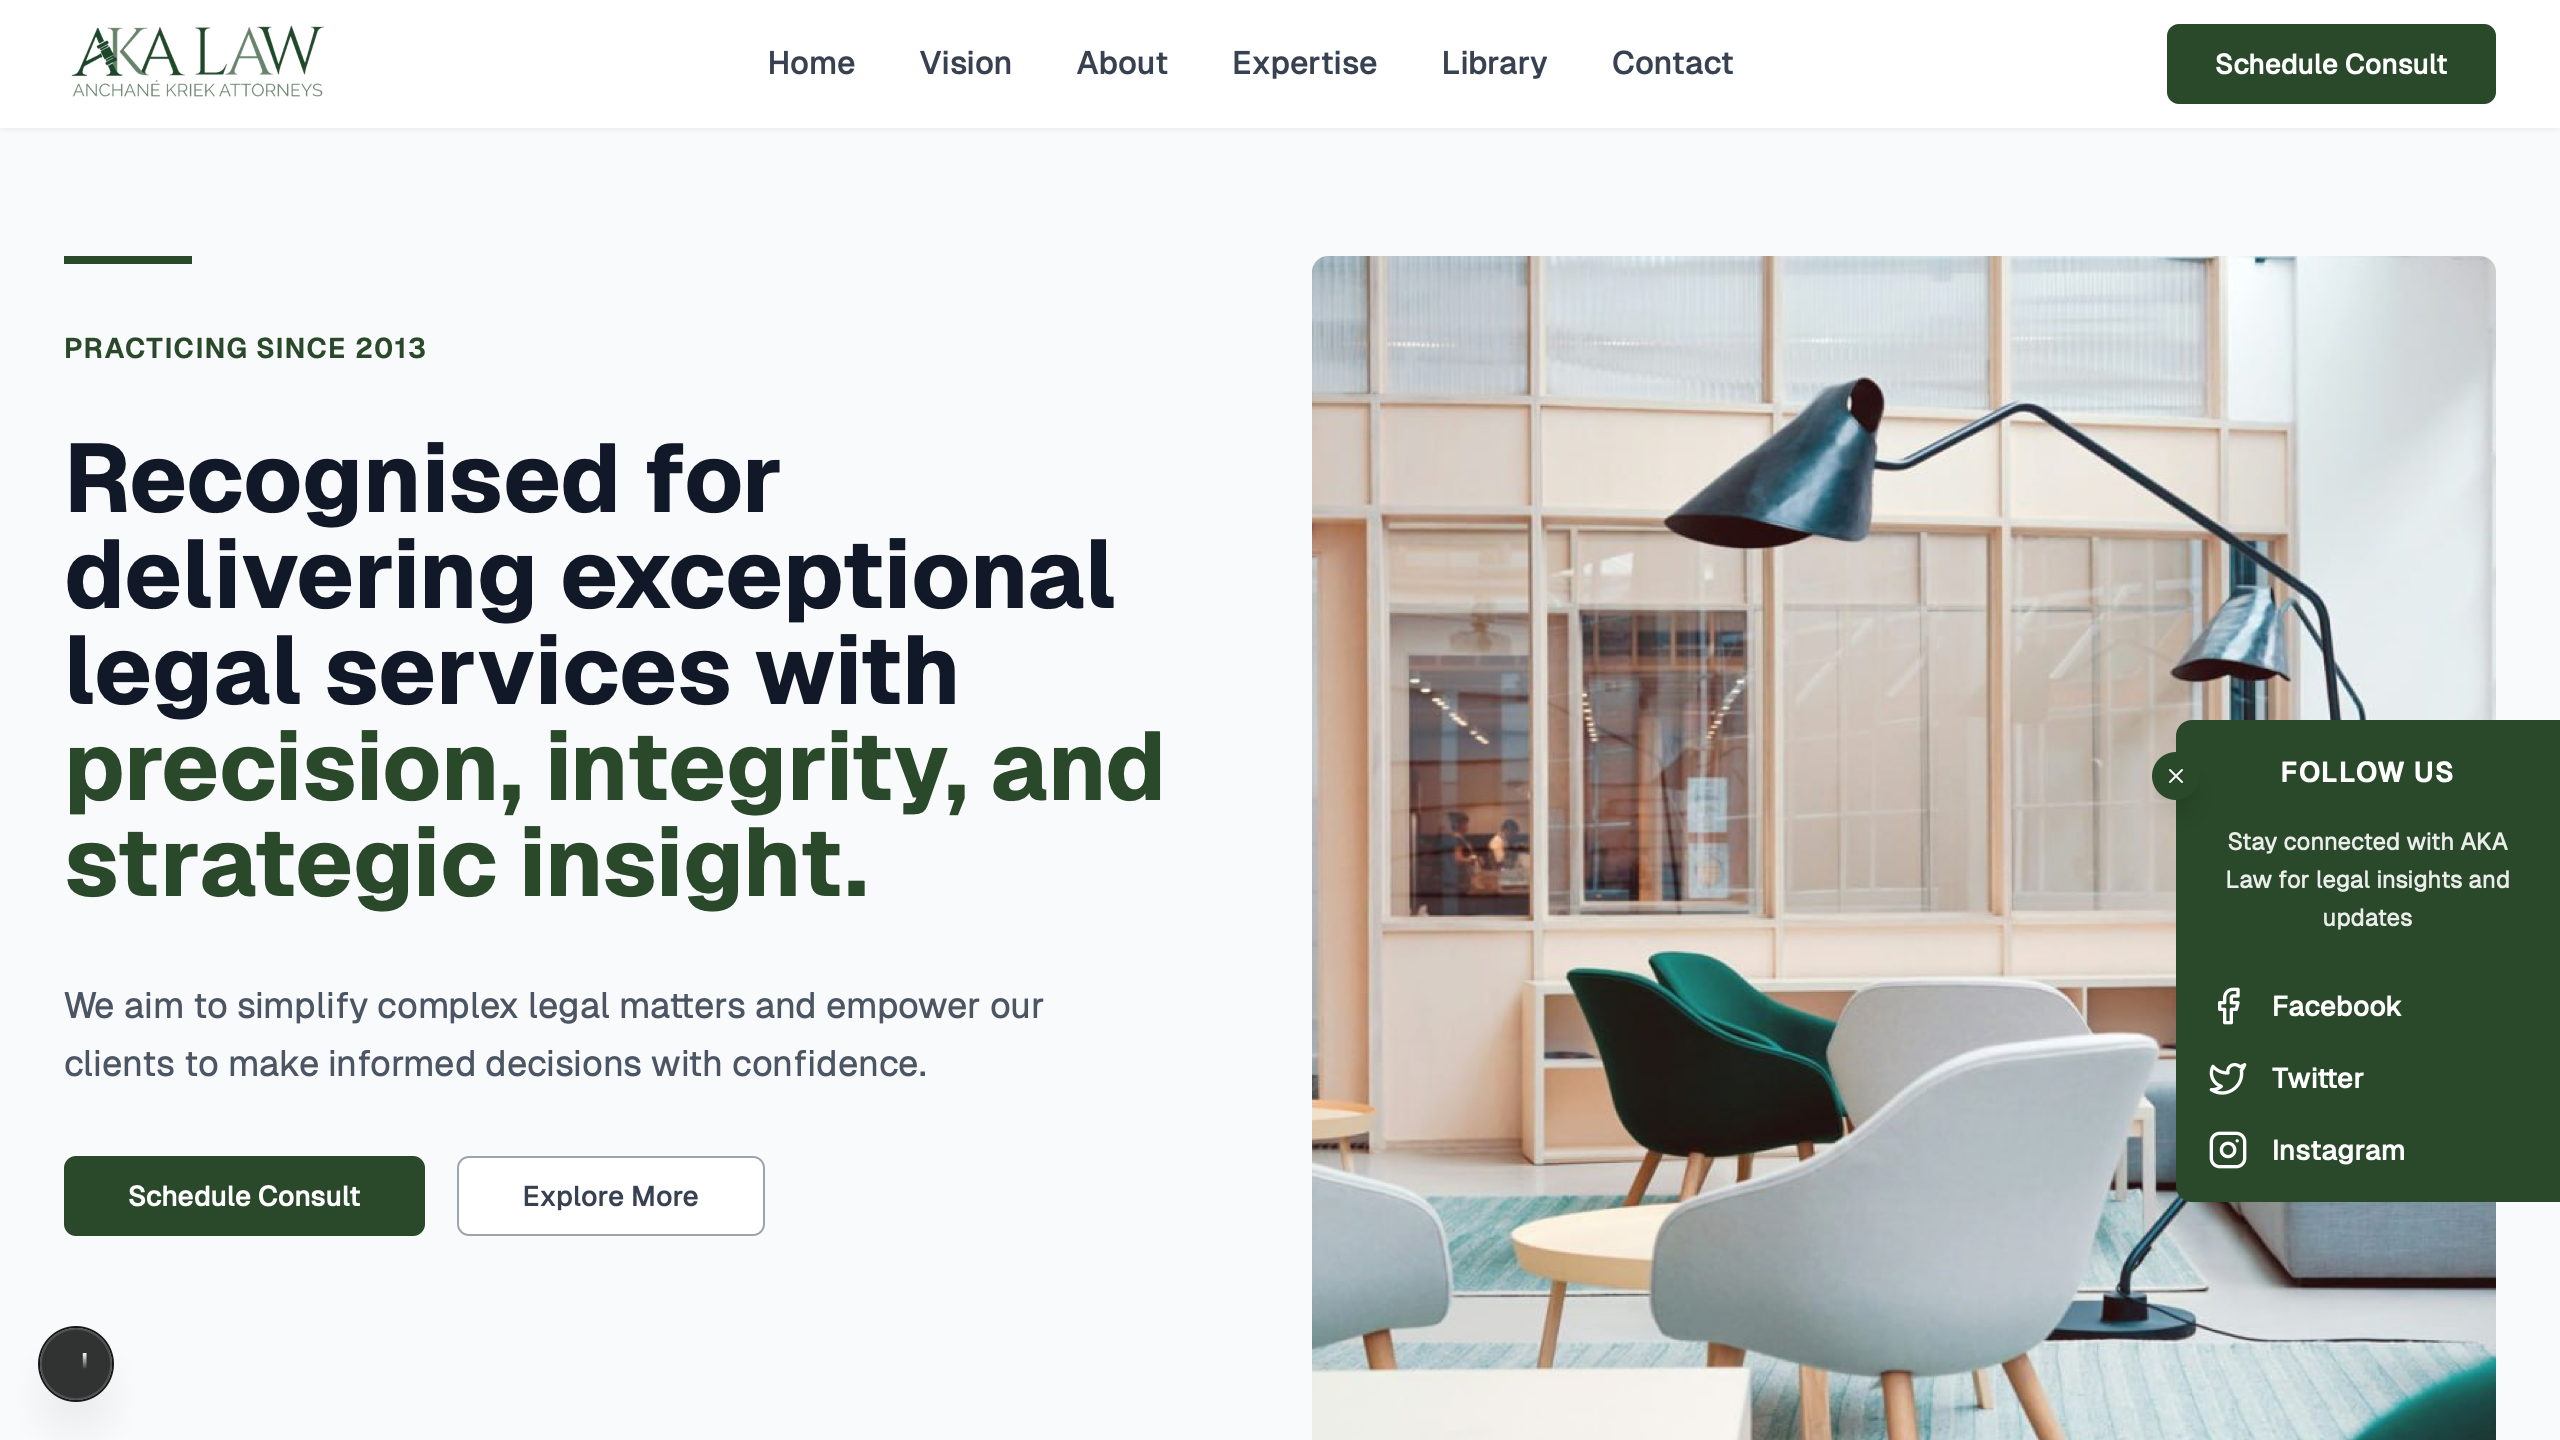 AKA LAW
ANCHANÉ KRIEK ATTORNEYS
Home
Vision
About
Expertise
Library
Contact
Schedule Consult
PRACTICING SINCE 2013
Recognised for
delivering exceptional
legal services with
precision, integrity, and
strategic insight.
We aim to simplify complex legal matters and empower our
clients to make informed decisions with confidence.
Schedule Consult
Explore More
FOLLOW US
Stay connected with AKA
Law for legal insights and
updates
Facebook
Twitter
Instagram